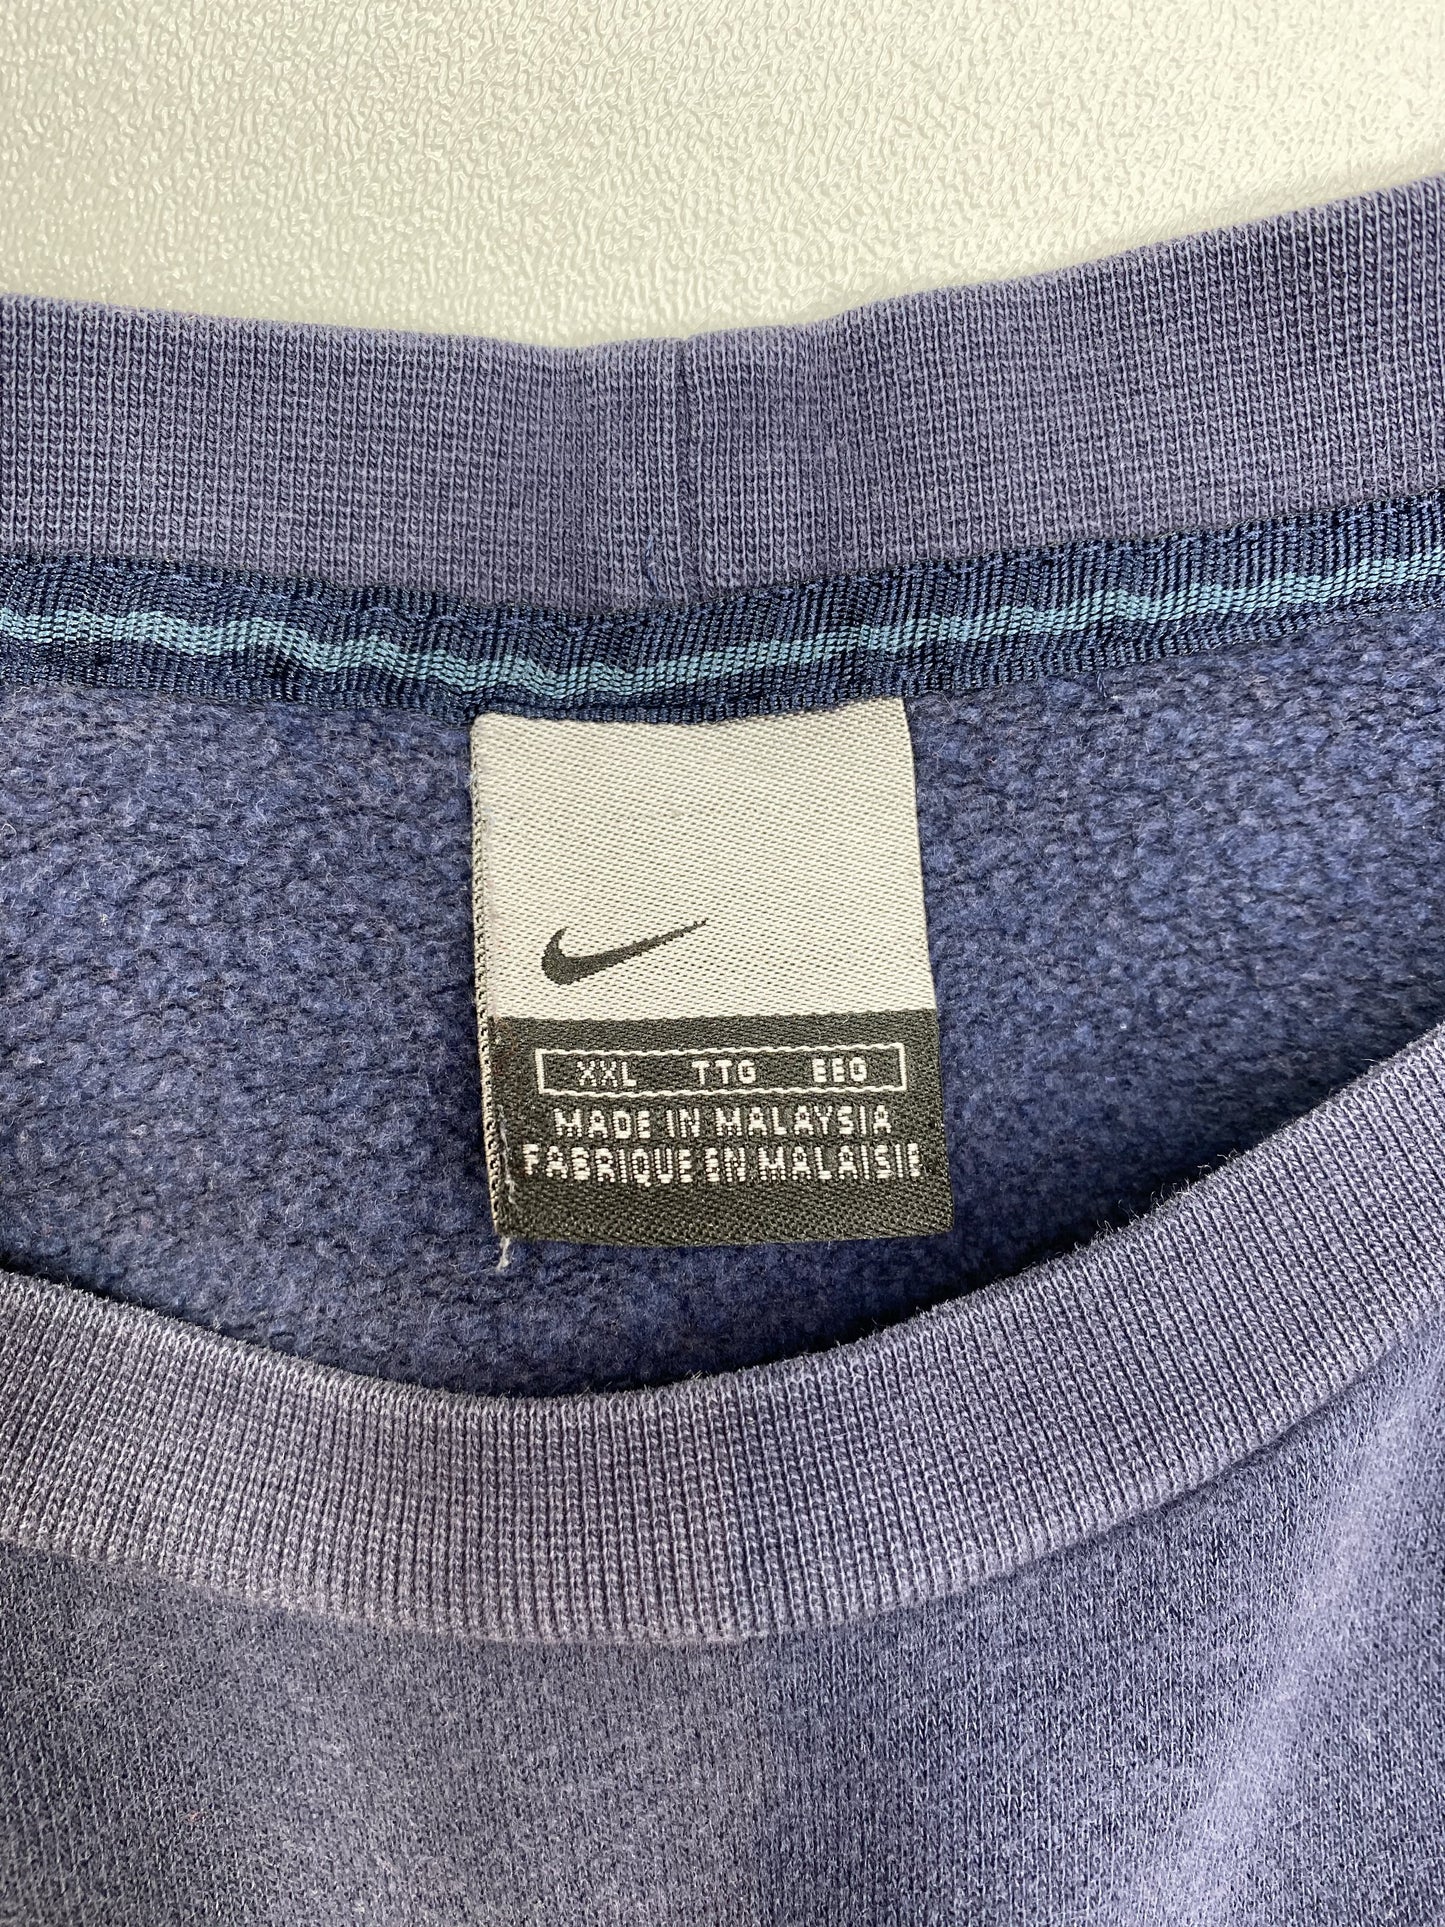 XXL TTG EEG
MADE IN MALAYSIA
FABRIQUE EN MALAISIE